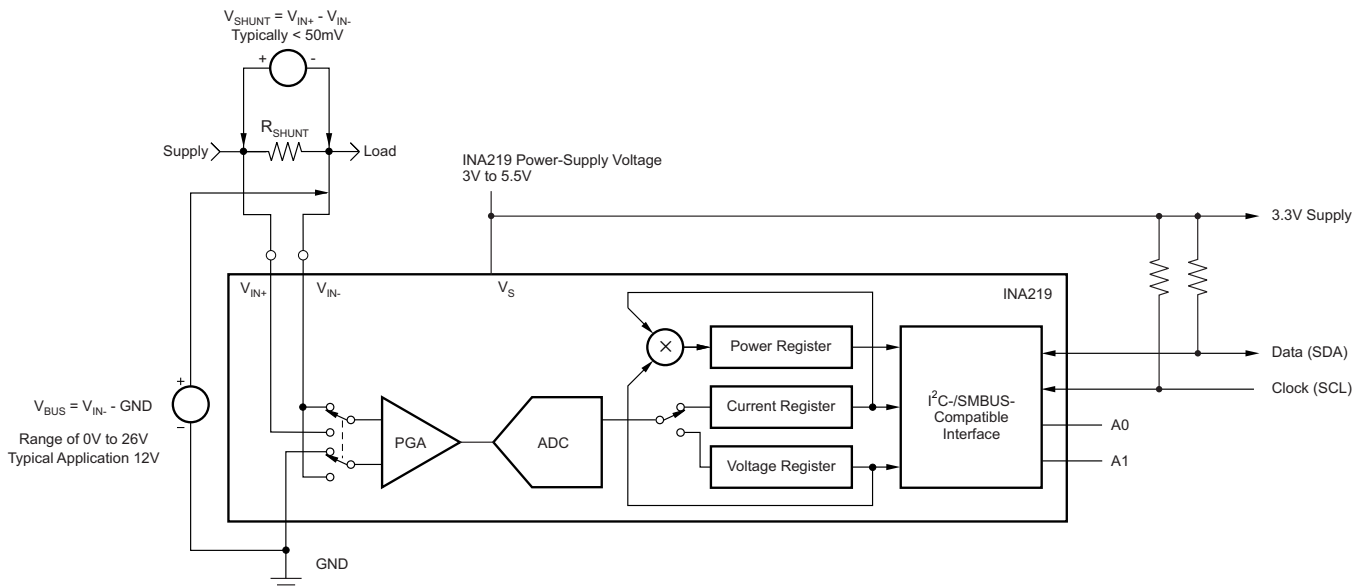 V_SHUNT = V_IN+ - V_IN-
Typically < 50mV
+ -
R_SHUNT
Supply
Load
INA219 Power-Supply Voltage
3V to 5.5V
3.3V Supply
V_IN+
V_IN-
V_S
INA219
×
Power Register
Data (SDA)
Clock (SCL)
+
V_BUS = V_IN- - GND
−
Range of 0V to 26V
Typical Application 12V
PGA
ADC
Current Register
Voltage Register
I²C-/SMBUS-
Compatible
Interface
A0
A1
GND